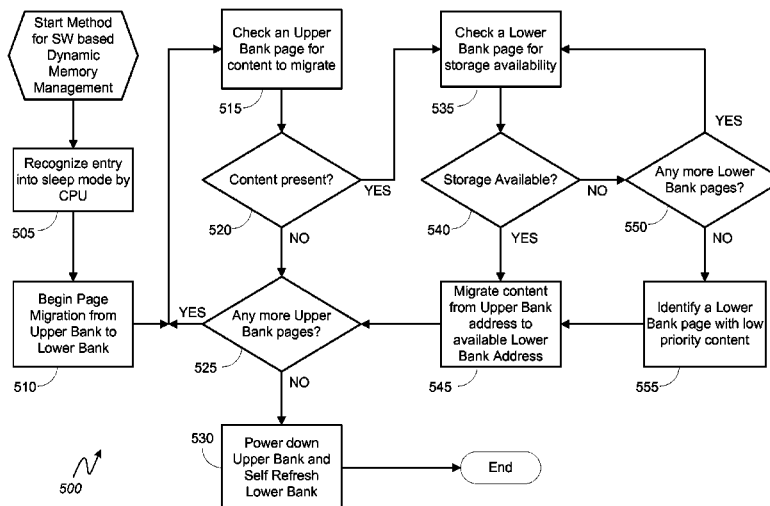 Start Method
for SW based
Dynamic
Memory
Management
Recognize entry
into sleep mode by
CPU
505
Begin Page
Migration from
Upper Bank to
Lower Bank
510
Check an Upper
Bank page for
content to migrate
515
Content present?
YES
520
NO
YES
Any more Upper
Bank pages?
525
NO
530
Power down
Upper Bank and
Self Refresh
Lower Bank
End
Check a Lower
Bank page for
storage availability
535
Storage Available?
NO
540
YES
Migrate content
from Upper Bank
address to
available Lower
Bank Address
545
YES
Any more Lower
Bank pages?
550
NO
Identify a Lower
Bank page with low
priority content
555
500